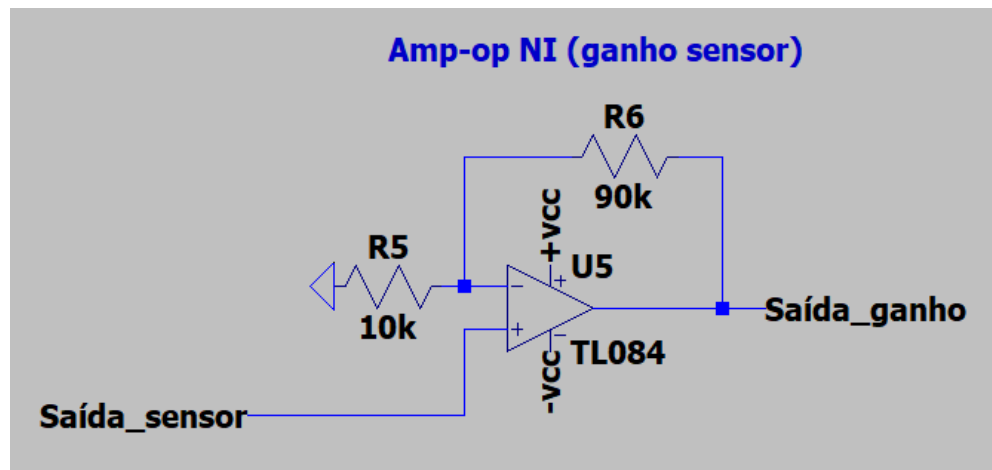 Amp-op NI (ganho sensor)
R6
90k
+vcc
R5
U5
10k
Saída_ganho
TL084
-vcc
Saída_sensor